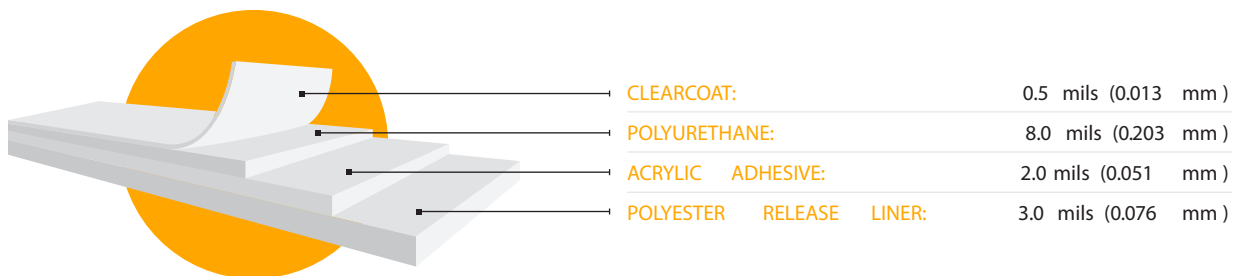 CLEARCOAT: 0.5 mils (0.013 mm)
POLYURETHANE: 8.0 mils (0.203 mm)
ACRYLIC ADHESIVE: 2.0 mils (0.051 mm)
POLYESTER RELEASE LINER: 3.0 mils (0.076 mm)